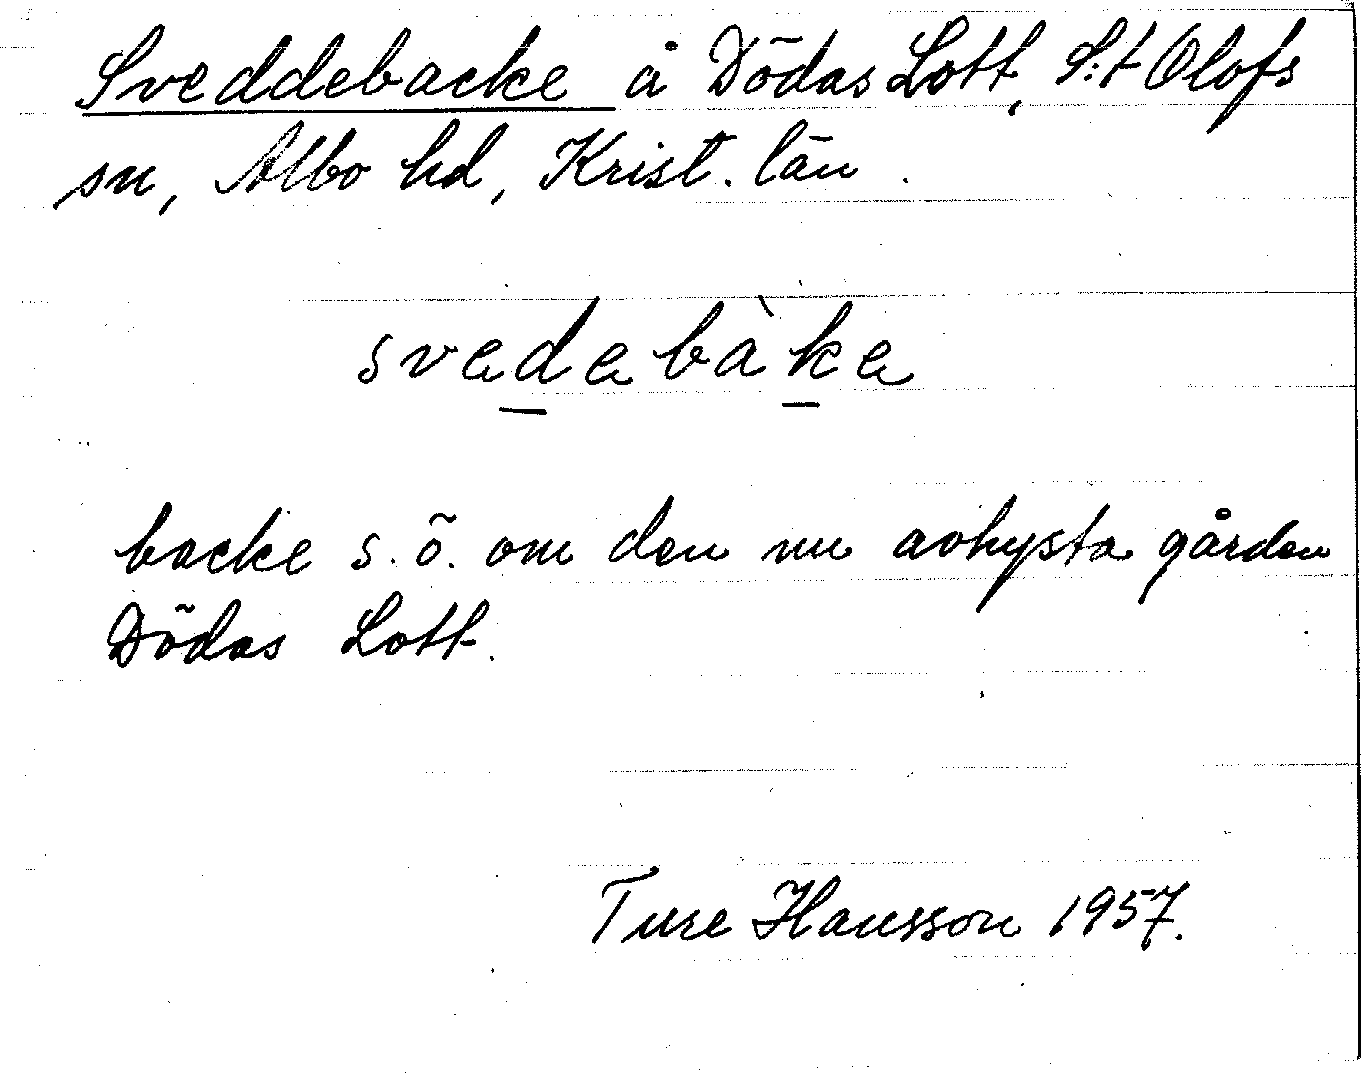 Sveddebacke å Dödas Lott, S:t Olofs
sn, Albo hd, Krist. län.
svedebàke
backe s. ö. om den nu avhysta gården
Dödas Lott.
Ture Hansson 1957.